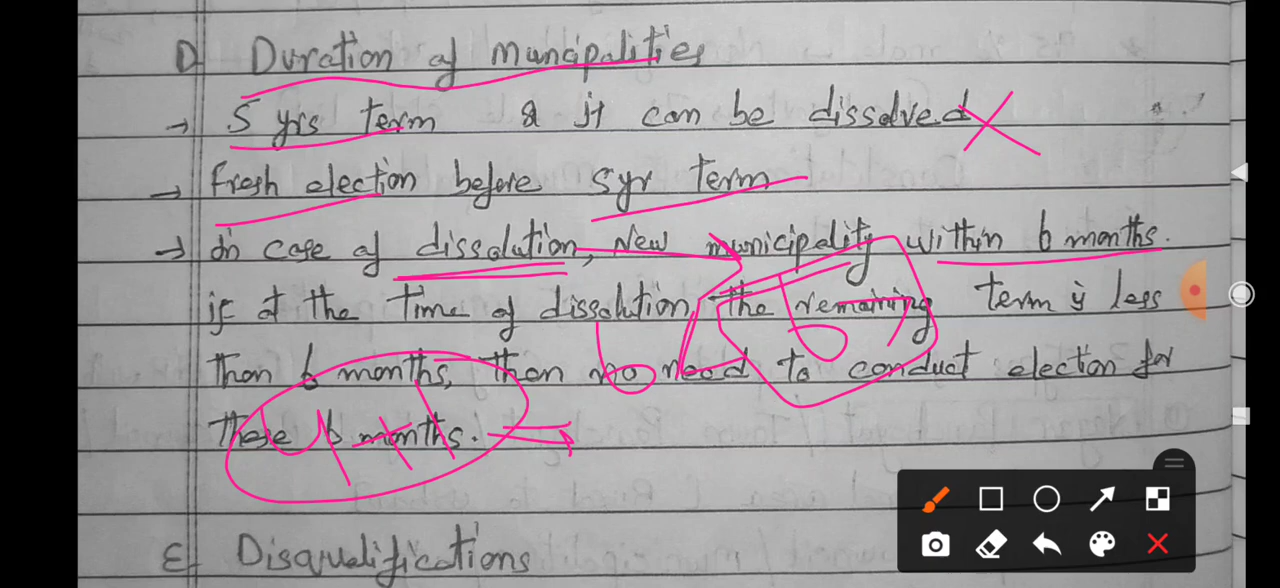 D Duration of Muncipalities
→ 5 yrs term & it can be dissolved
→ Fresh election before 5yr term
→ In case of dissolution, New municipality within 6 months.
if at the time of dissolution, the remaining term is less
than 6 months, then no need to conduct election for
these 6 months.
E Disqualifications